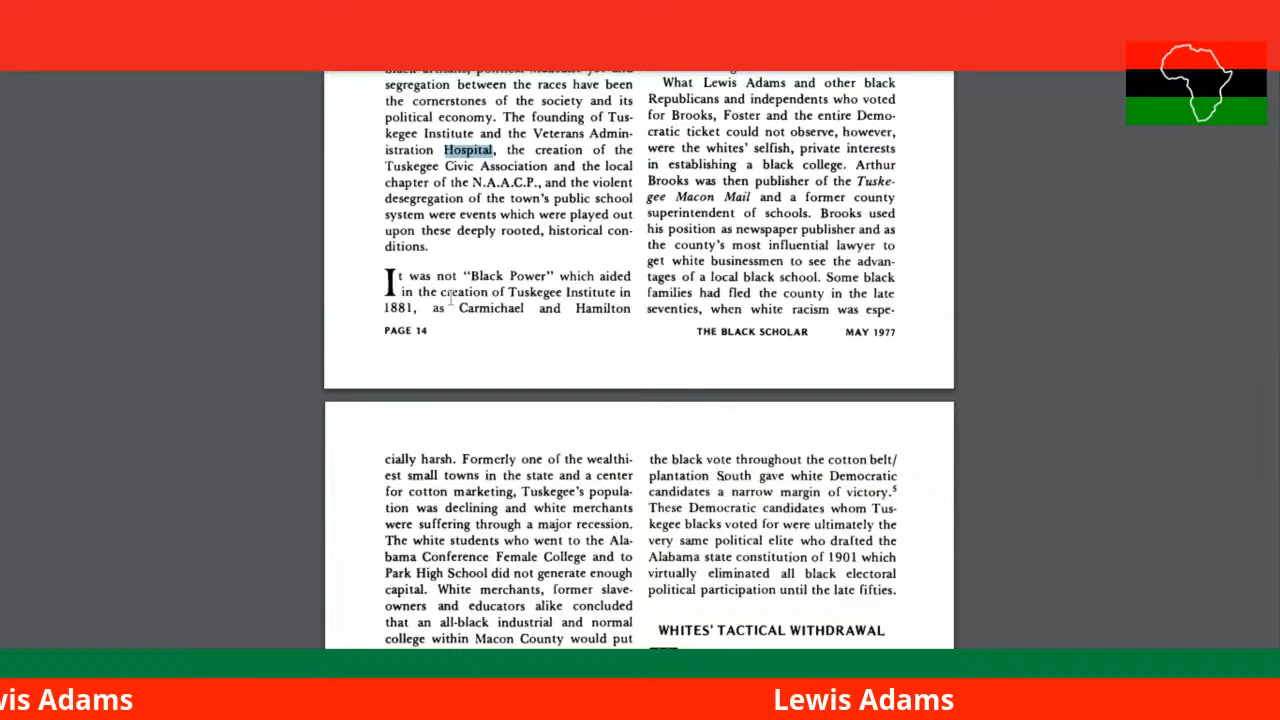 black artisans, political
segregation between the races have been
the cornerstones of the society and its
political economy. The founding of Tus-
kegee Institute and the Veterans Admin-
istration Hospital, the creation of the
Tuskegee Civic Association and the local
chapter of the N.A.A.C.P., and the violent
desegregation of the town's public school
system were events which were played out
upon these deeply rooted, historical con-
ditions.
It was not "Black Power" which aided
in the creation of Tuskegee Institute in
1881, as Carmichael and Hamilton
What Lewis Adams and other black
Republicans and independents who voted
for Brooks, Foster and the entire Demo-
cratic ticket could not observe, however,
were the whites' selfish, private interests
in establishing a black college. Arthur
Brooks was then publisher of the Tuske-
gee Macon Mail and a former county
superintendent of schools. Brooks used
his position as newspaper publisher and as
the county's most influential lawyer to
get white businessmen to see the advan-
tages of a local black school. Some black
families had fled the county in the late
seventies, when white racism was espe-
PAGE 14
THE BLACK SCHOLAR MAY 1977
cially harsh. Formerly one of the wealthi-
est small towns in the state and a center
for cotton marketing, Tuskegee's popula-
tion was declining and white merchants
were suffering through a major recession.
The white students who went to the Ala-
bama Conference Female College and to
Park High School did not generate enough
capital. White merchants, former slave-
owners and educators alike concluded
that an all-black industrial and normal
college within Macon County would put
the black vote throughout the cotton belt/
plantation South gave white Democratic
candidates a narrow margin of victory.5
These Democratic candidates whom Tus-
kegee blacks voted for were ultimately the
very same political elite who drafted the
Alabama state constitution of 1901 which
virtually eliminated all black electoral
political participation until the late fifties.
WHITES' TACTICAL WITHDRAWAL
wis Adams
Lewis Adams